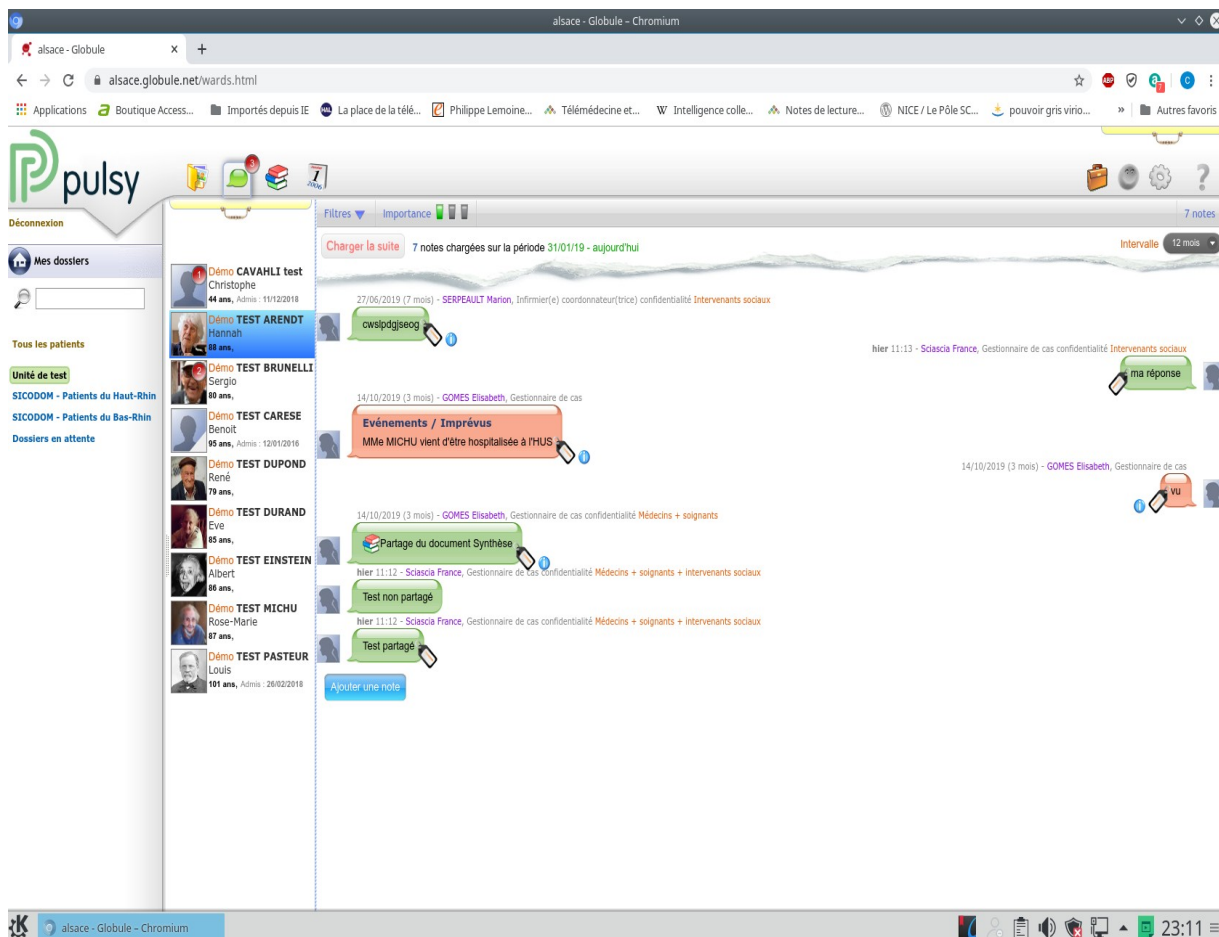 alsace - Globule – Chromium
alsace - Globule
alsace.globule.net/wards.html
Applications
Boutique Access...
Importés depuis IE
La place de la télé...
Philippe Lemoine...
Télémédecine et...
Intelligence colle...
Notes de lecture...
NICE / Le Pôle SC...
pouvoir gris virio...
»
Autres favoris
pulsy
3
Déconnexion
Mes dossiers
Tous les patients
Unité de test
SICODOM - Patients du Haut-Rhin
SICODOM - Patients du Bas-Rhin
Dossiers en attente
1
Démo CAVAHLI test
Christophe
44 ans, Admis : 11/12/2018
Démo TEST ARENDT
Hannah
88 ans,
2
Démo TEST BRUNELLI
Sergio
80 ans,
Démo TEST CARESE
Benoit
95 ans, Admis : 12/01/2016
Démo TEST DUPOND
René
79 ans,
Démo TEST DURAND
Eve
85 ans,
Démo TEST EINSTEIN
Albert
86 ans,
Démo TEST MICHU
Rose-Marie
87 ans,
Démo TEST PASTEUR
Louis
101 ans, Admis : 26/02/2018
Filtres
Importance
7 notes
Charger la suite
7 notes chargées sur la période 31/01/19 - aujourd'hui
Intervalle
12 mois
27/06/2019 (7 mois) - SERPEAULT Marion, Infirmier(e) coordonnateur(trice) confidentialité Intervenants sociaux
cwslpdgjseog
hier 11:13 - Sciascia France, Gestionnaire de cas confidentialité Intervenants sociaux
ma réponse
14/10/2019 (3 mois) - GOMES Elisabeth, Gestionnaire de cas
Evénements / Imprévus
MMe MICHU vient d'être hospitalisée à l'HUS
14/10/2019 (3 mois) - GOMES Elisabeth, Gestionnaire de cas
vu
14/10/2019 (3 mois) - GOMES Elisabeth, Gestionnaire de cas confidentialité Médecins + soignants
Partage du document Synthèse
hier 11:12 - Sciascia France, Gestionnaire de cas confidentialité Médecins + soignants + intervenants sociaux
Test non partagé
hier 11:12 - Sciascia France, Gestionnaire de cas confidentialité Médecins + soignants + intervenants sociaux
Test partagé
Ajouter une note
alsace - Globule – Chromium
23:11